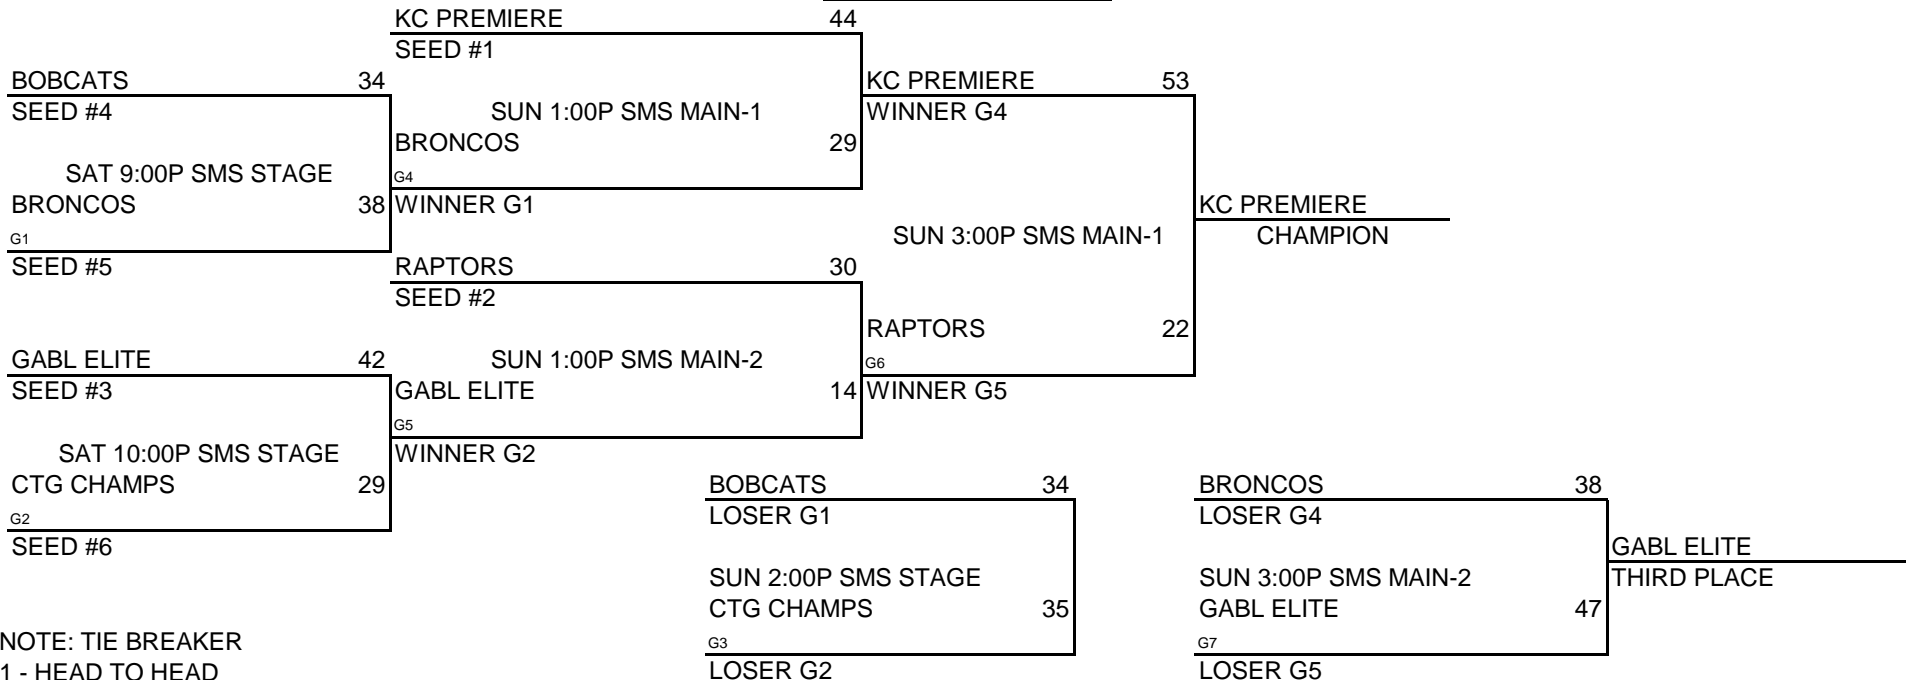 KC PREMIERE 44
SEED #1
BOBCATS 34
KC PREMIERE 53
SEED #4
SUN 1:00P SMS MAIN-1
WINNER G4
BRONCOS 29
SAT 9:00P SMS STAGE
G4
BRONCOS 38
WINNER G1
KC PREMIERE
G1
SUN 3:00P SMS MAIN-1
CHAMPION
SEED #5
RAPTORS 30
SEED #2
RAPTORS 22
GABL ELITE 42
SUN 1:00P SMS MAIN-2
G6
SEED #3
GABL ELITE 14
WINNER G5
G5
SAT 10:00P SMS STAGE
WINNER G2
CTG CHAMPS 29
BOBCATS 34
BRONCOS 38
G2
LOSER G1
LOSER G4
SEED #6
GABL ELITE
SUN 2:00P SMS STAGE
SUN 3:00P SMS MAIN-2
THIRD PLACE
CTG CHAMPS 35
GABL ELITE 47
NOTE: TIE BREAKER
G3
G7
1 - HEAD TO HEAD
LOSER G2
LOSER G5